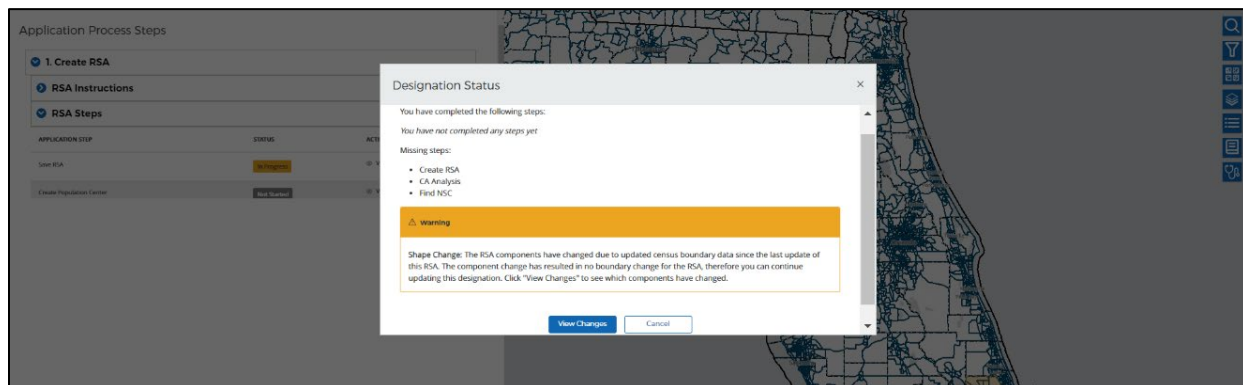 Application Process Steps
1. Create RSA
RSA Instructions
RSA Steps
APPLICATION STEP STATUS
Save RSA In Progress
Create Population Center Not Started
Designation Status ×
You have completed the following steps:
You have not completed any steps yet
Missing steps:
• Create RSA
• CA Analysis
• Find NSC
Warning
Shape Change: The RSA components have changed due to updated census boundary data since the last update of
this RSA. The component change has resulted in no boundary change for the RSA, therefore you can continue
updating this designation. Click "View Changes" to see which components have changed.
View Changes Cancel